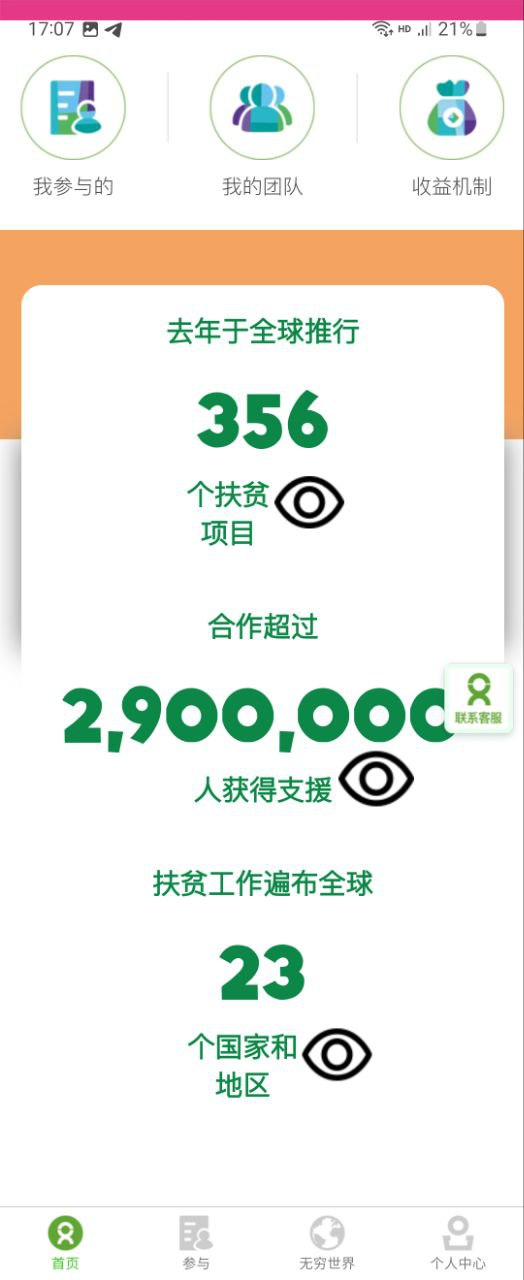 17:07 HD 21%
我参与的 我的团队 收益机制
去年于全球推行
356
个扶贫
项目
合作超过
2,900,000
联系客服
人获得支援
扶贫工作遍布全球
23
个国家和
地区
首页 参与 无穷世界 个人中心